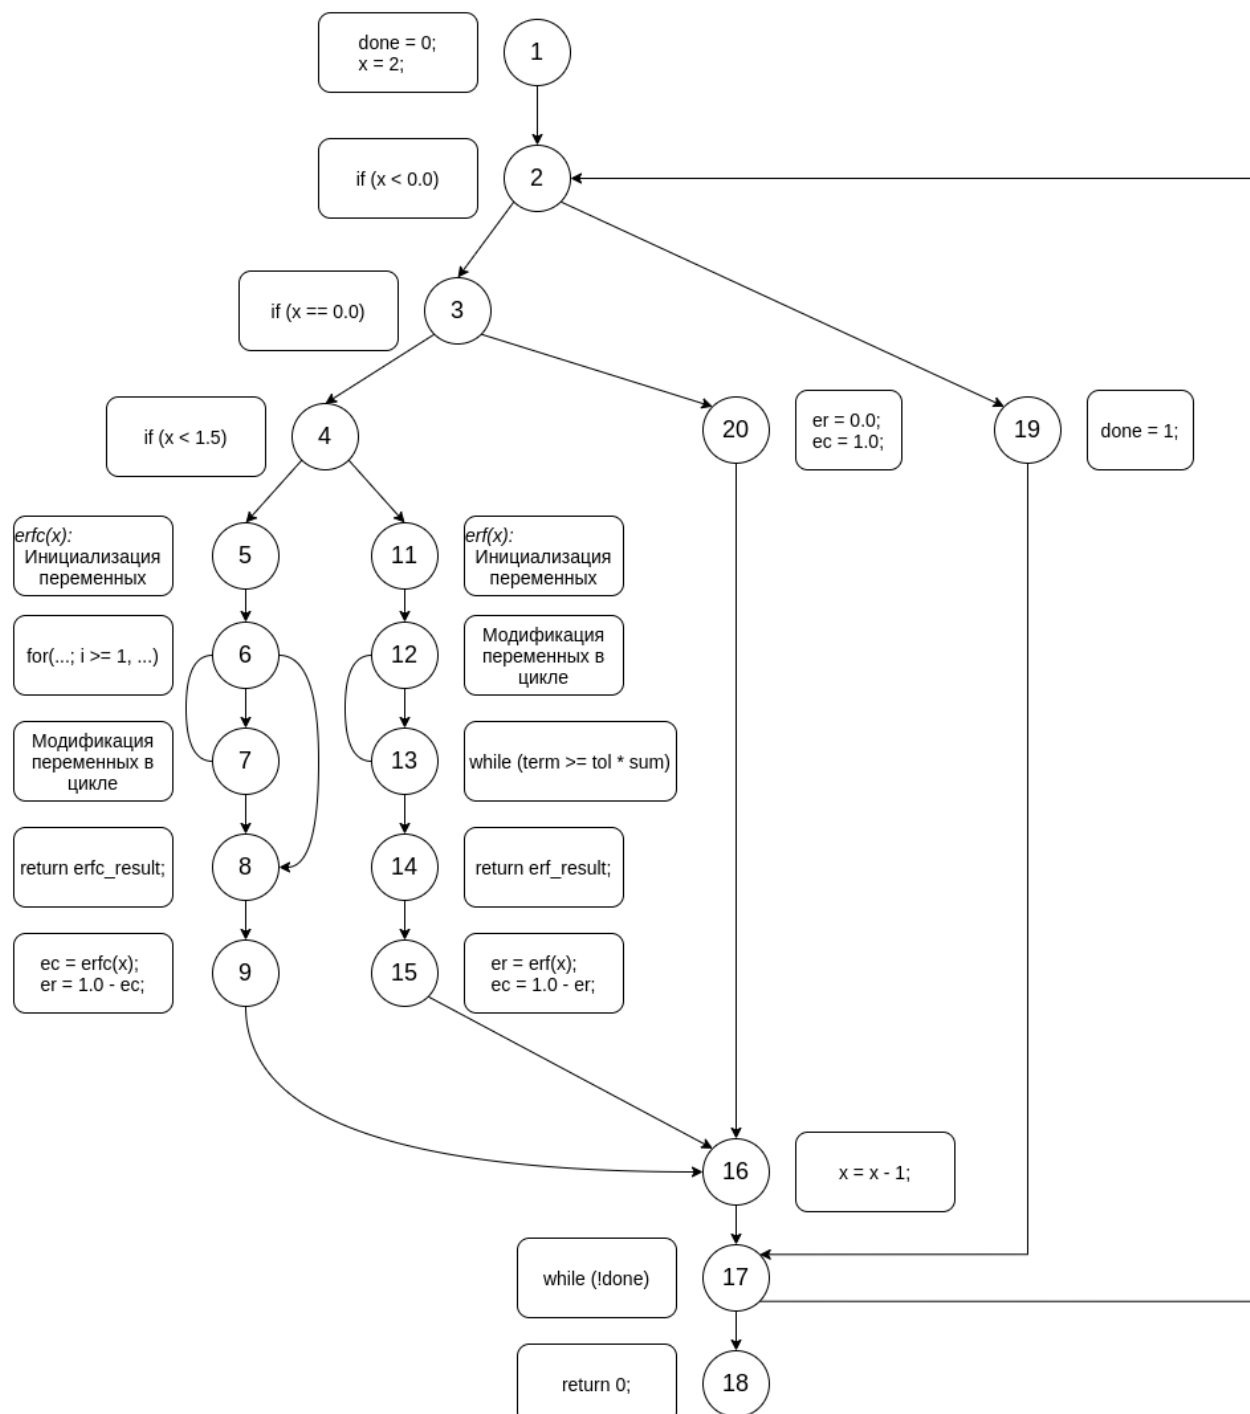 done = 0;
x = 2;
1
if (x < 0.0)
2
if (x == 0.0)
3
if (x < 1.5)
4
20
er = 0.0;
ec = 1.0;
19
done = 1;
erfc(x):
Инициализация
переменных
5
11
erf(x):
Инициализация
переменных
for(...; i >= 1, ...)
6
12
Модификация
переменных в
цикле
Модификация
переменных в
цикле
7
13
while (term >= tol * sum)
return erfc_result;
8
14
return erf_result;
ec = erfc(x);
er = 1.0 - ec;
9
15
er = erf(x);
ec = 1.0 - er;
16
x = x - 1;
while (!done)
17
return 0;
18